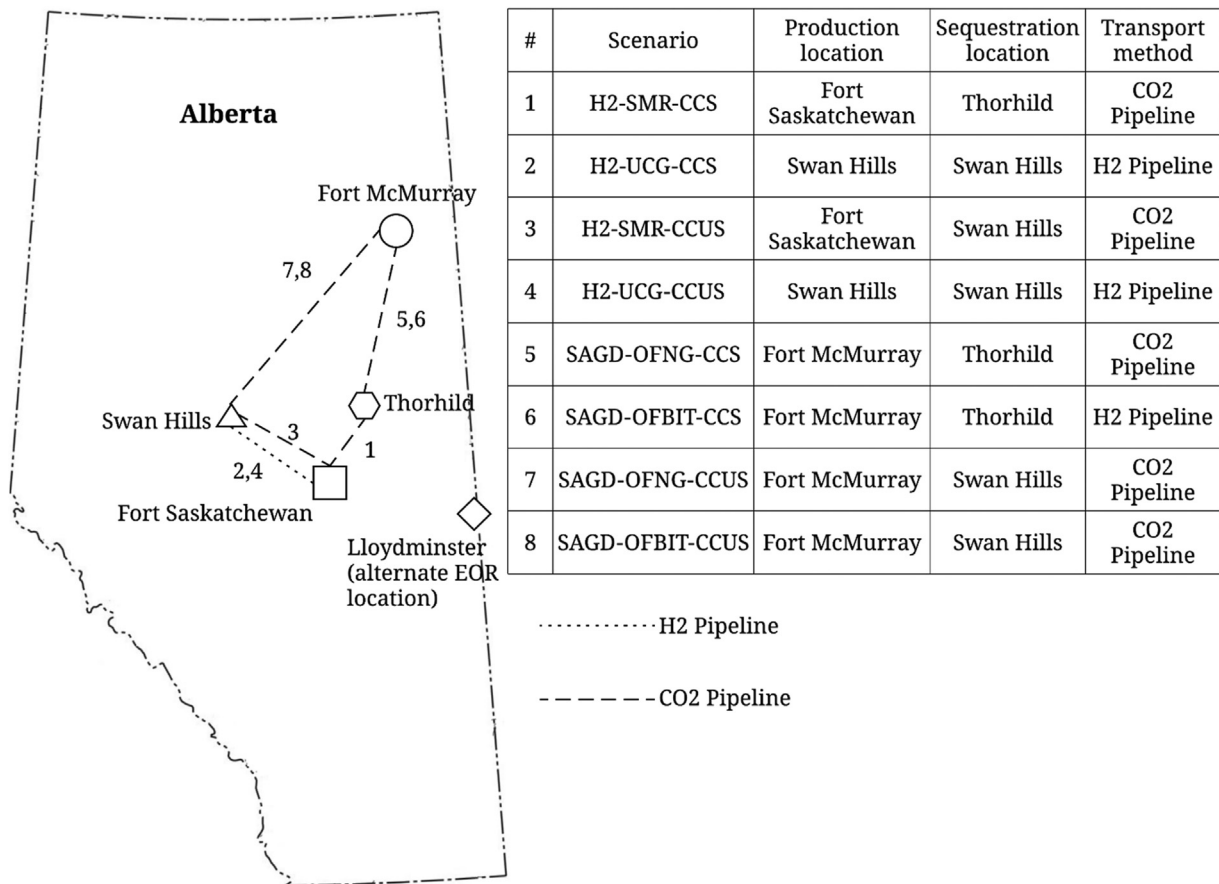 Alberta
Fort McMurray
7,8
5,6
Swan Hills
Thorhild
3
1
2,4
Fort Saskatchewan
Lloydminster
(alternate EOR
location)
# Scenario Production location Sequestration location Transport method
1 H2-SMR-CCS Fort Saskatchewan Thorhild CO2 Pipeline
2 H2-UCG-CCS Swan Hills Swan Hills H2 Pipeline
3 H2-SMR-CCUS Fort Saskatchewan Swan Hills CO2 Pipeline
4 H2-UCG-CCUS Swan Hills Swan Hills H2 Pipeline
5 SAGD-OFNG-CCS Fort McMurray Thorhild CO2 Pipeline
6 SAGD-OFBIT-CCS Fort McMurray Thorhild H2 Pipeline
7 SAGD-OFNG-CCUS Fort McMurray Swan Hills CO2 Pipeline
8 SAGD-OFBIT-CCUS Fort McMurray Swan Hills CO2 Pipeline
H2 Pipeline
CO2 Pipeline